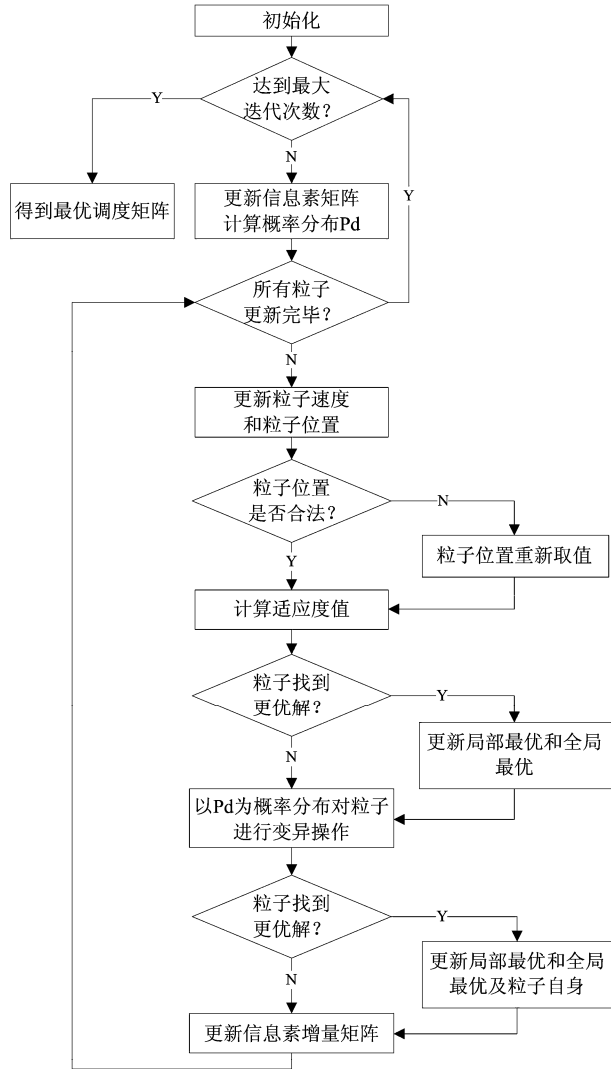 初始化
达到最大
迭代次数？
Y
N
Y
得到最优调度矩阵
更新信息素矩阵
计算概率分布Pd
所有粒子
更新完毕？
N
更新粒子速度
和粒子位置
粒子位置
是否合法？
N
Y
粒子位置重新取值
计算适应度值
粒子找到
更优解？
Y
N
更新局部最优和全局
最优
以Pd为概率分布对粒子
进行变异操作
粒子找到
更优解？
Y
N
更新局部最优和全局
最优及粒子自身
更新信息素增量矩阵